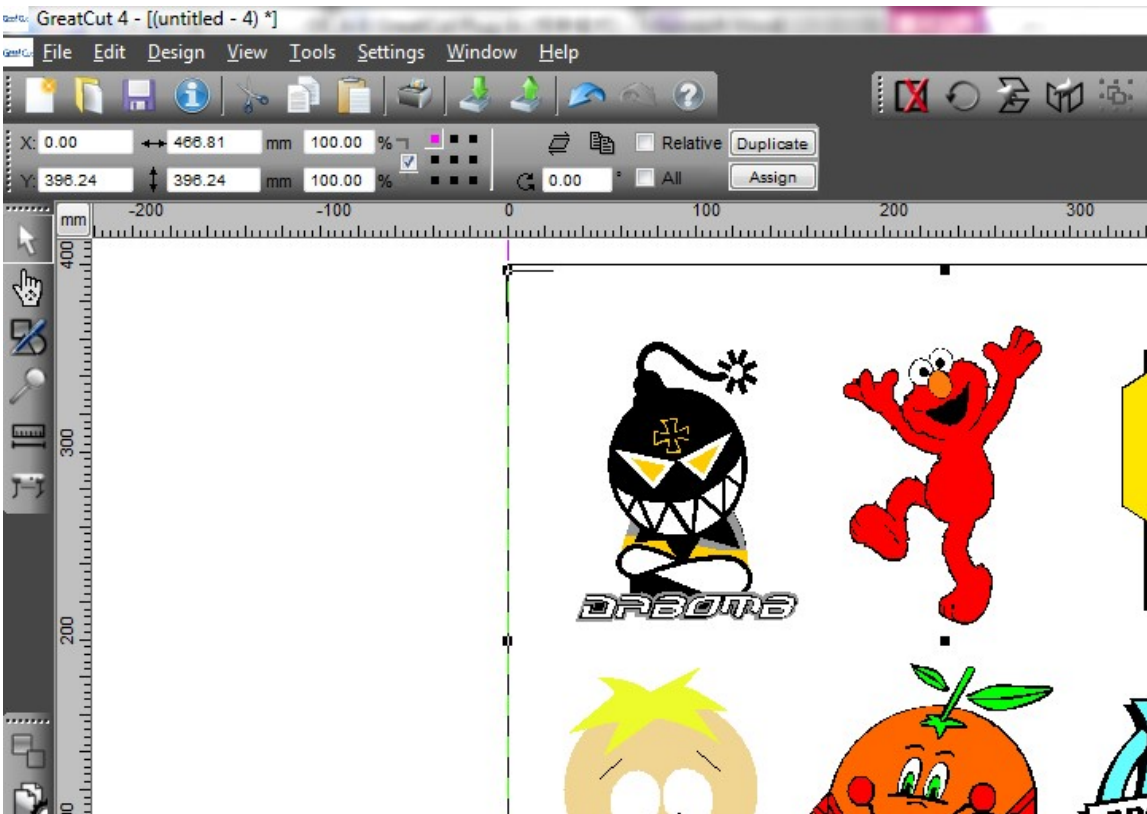 GreatCut 4 - [(untitled - 4) *]
File Edit Design View Tools Settings Window Help
X: 0.00 466.81 mm 100.00 % Relative Duplicate
Y: 396.24 396.24 mm 100.00 % 0.00 ° All Assign
mm -200 -100 0 100 200 300
400
300
200
DABOMB